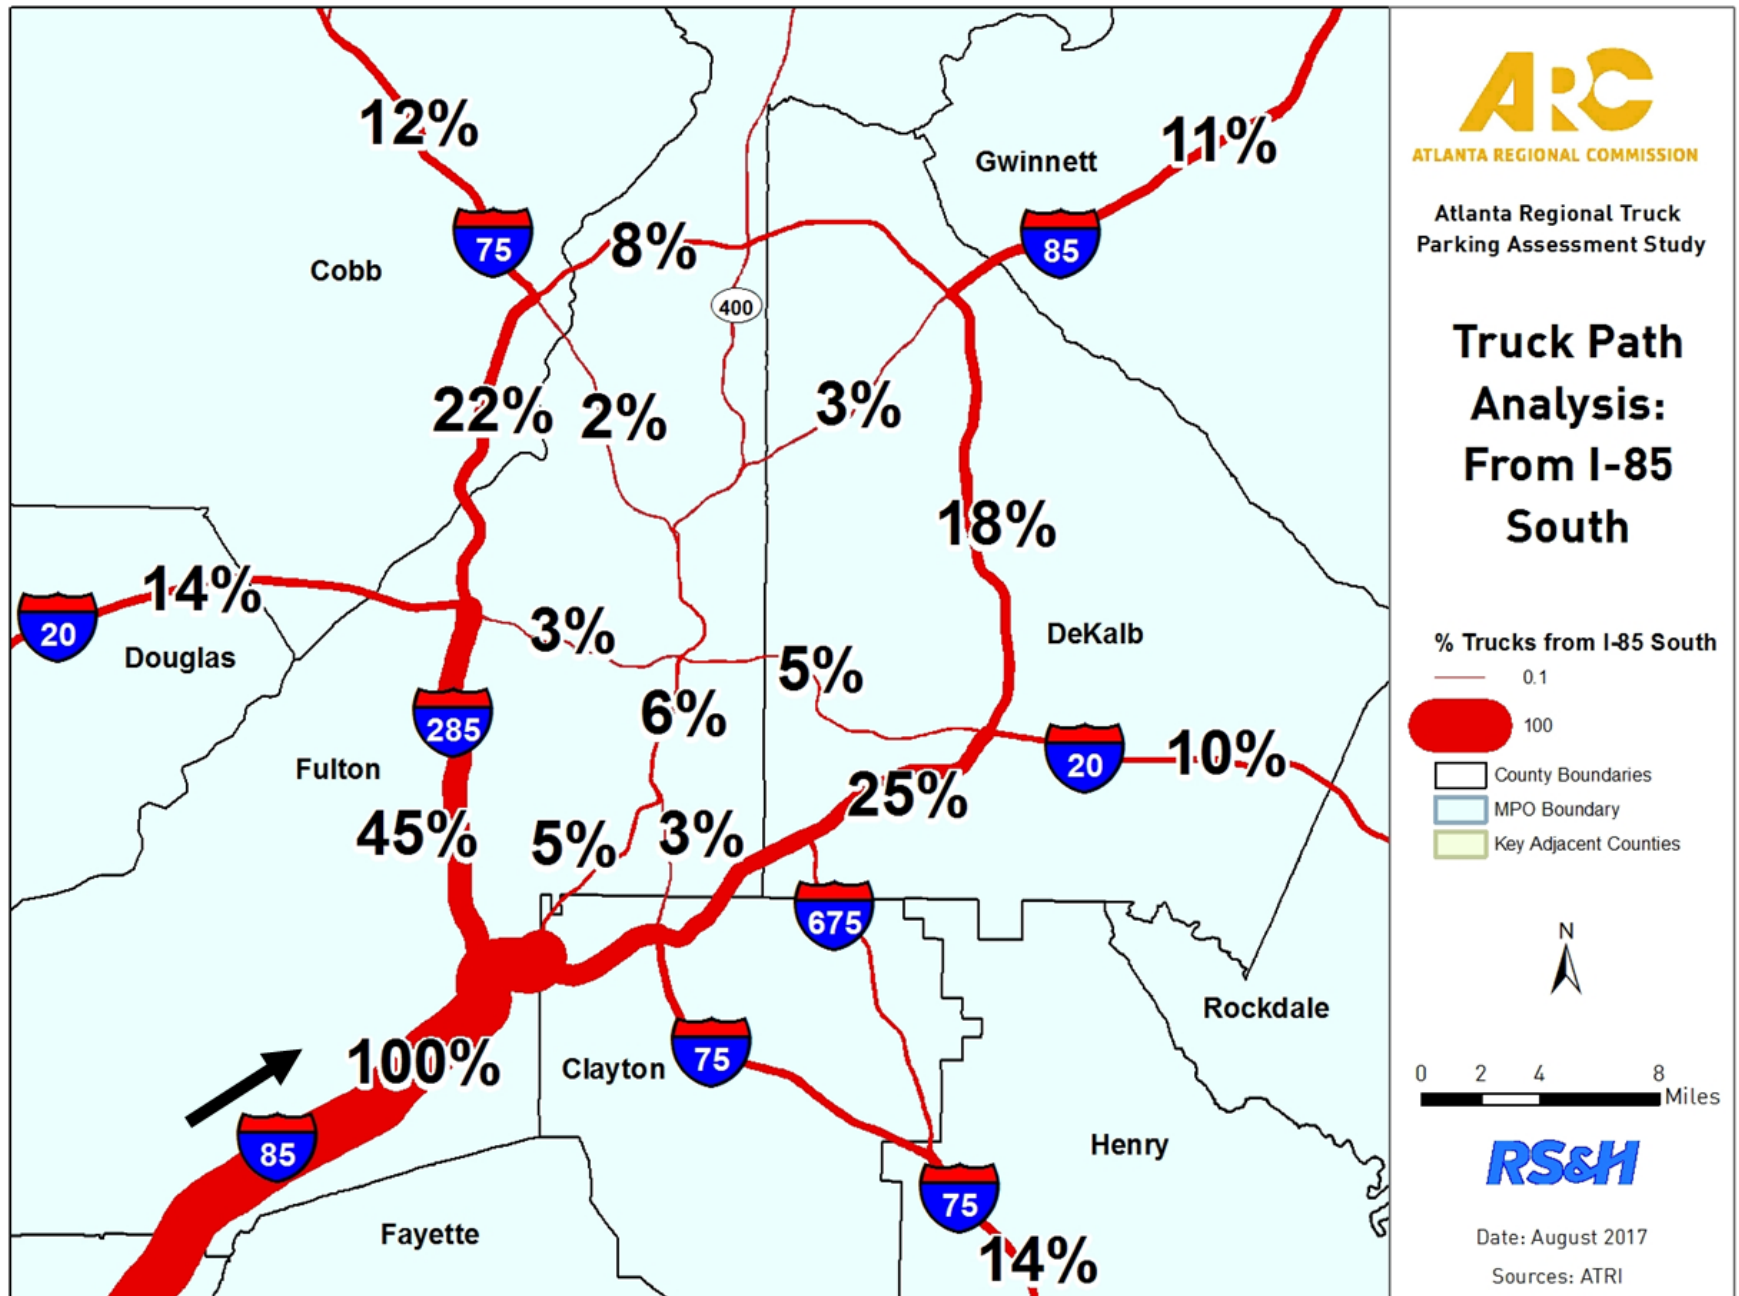 12%
11%
Gwinnett
75
85
Cobb
8%
400
22%
2%
3%
18%
14%
20
Douglas
3%
5%
DeKalb
6%
285
Fulton
20
10%
25%
45%
5%
3%
675
Rockdale
100%
Clayton
75
85
Henry
75
Fayette
14%
ARC
ATLANTA REGIONAL COMMISSION
Atlanta Regional Truck
Parking Assessment Study
Truck Path
Analysis:
From I-85
South
% Trucks from I-85 South
0.1
100
County Boundaries
MPO Boundary
Key Adjacent Counties
N
0 2 4 8
Miles
RS&H
Date: August 2017
Sources: ATRI